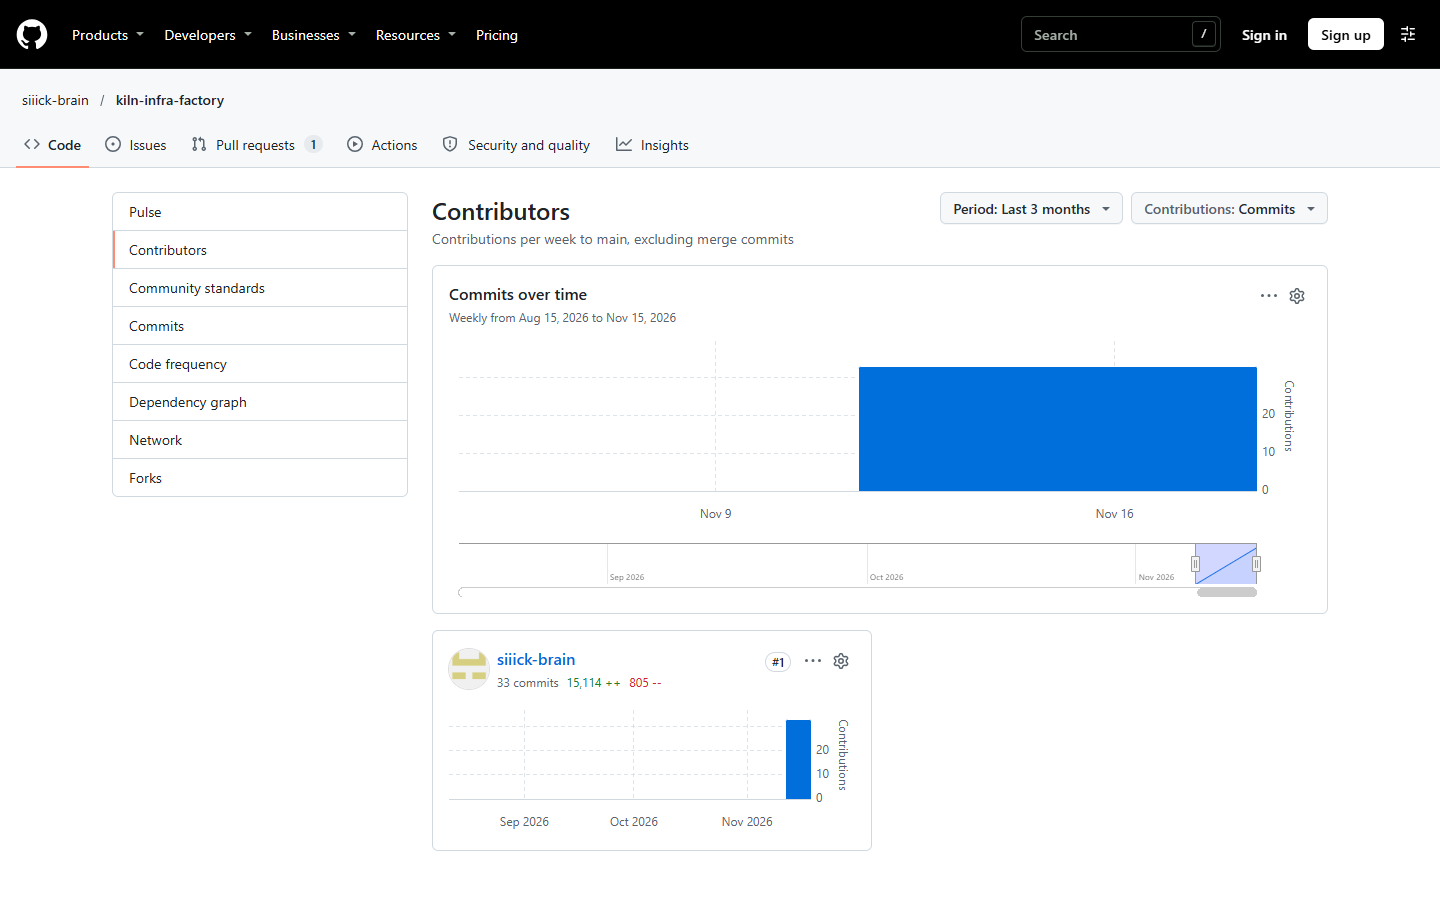 Products
Developers
Businesses
Resources
Pricing
Search
/
Sign in
Sign up
siiick-brain / kiln-infra-factory
Code
Issues
Pull requests 1
Actions
Security and quality
Insights
Pulse
Contributors
Community standards
Commits
Code frequency
Dependency graph
Network
Forks
Contributors
Contributions per week to main, excluding merge commits
Period: Last 3 months
Contributions: Commits
Commits over time
Weekly from Aug 15, 2026 to Nov 15, 2026
20
10
0
Contributions
Nov 9
Nov 16
Sep 2026
Oct 2026
Nov 2026
siiick-brain
#1
33 commits 15,114 ++ 805 --
20
10
0
Contributions
Sep 2026
Oct 2026
Nov 2026